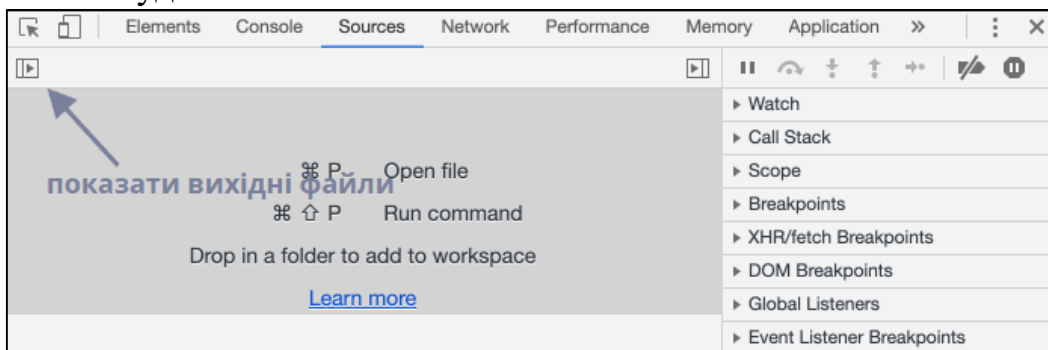 Elements Console Sources Network Performance Memory Application »
Watch
Call Stack
⌘ P Open file
Scope
показати вихідні файли
Breakpoints
⌘ ⇧ P Run command
XHR/fetch Breakpoints
Drop in a folder to add to workspace
DOM Breakpoints
Learn more
Global Listeners
Event Listener Breakpoints